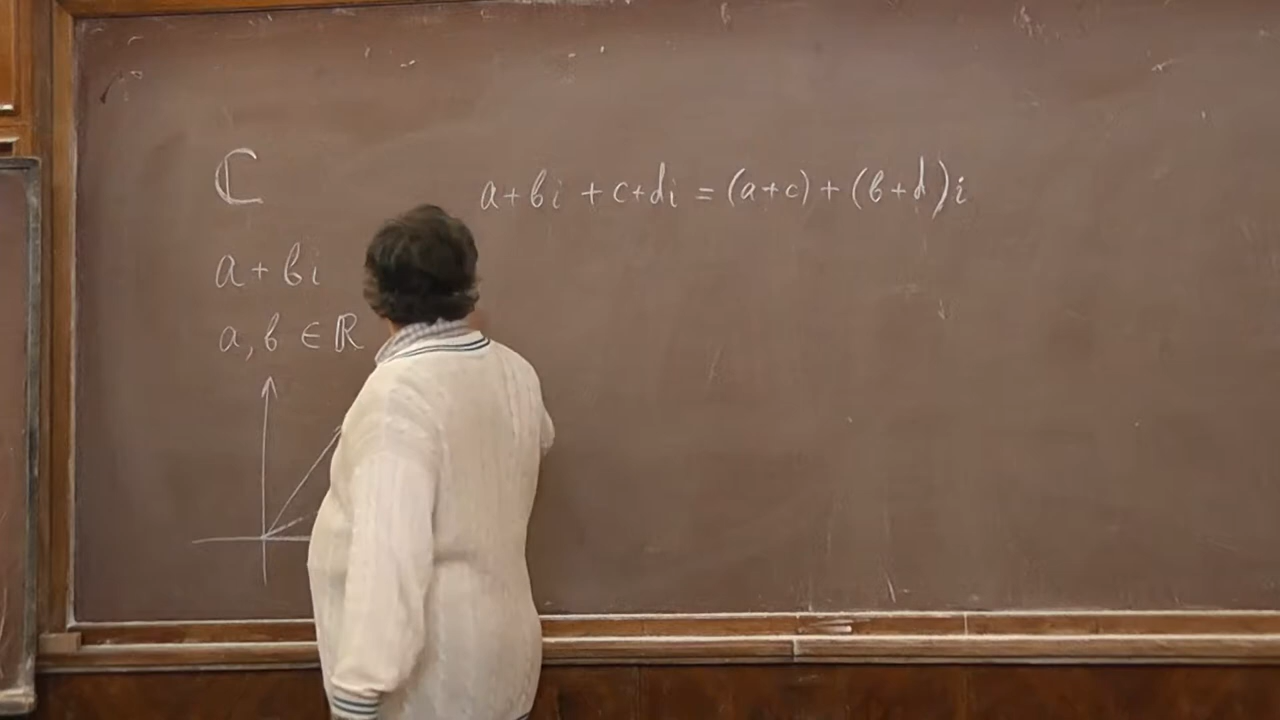 ℂ
a+bi
a, b ∈ ℝ
a+bi + c+di = (a+c) + (b+d)i